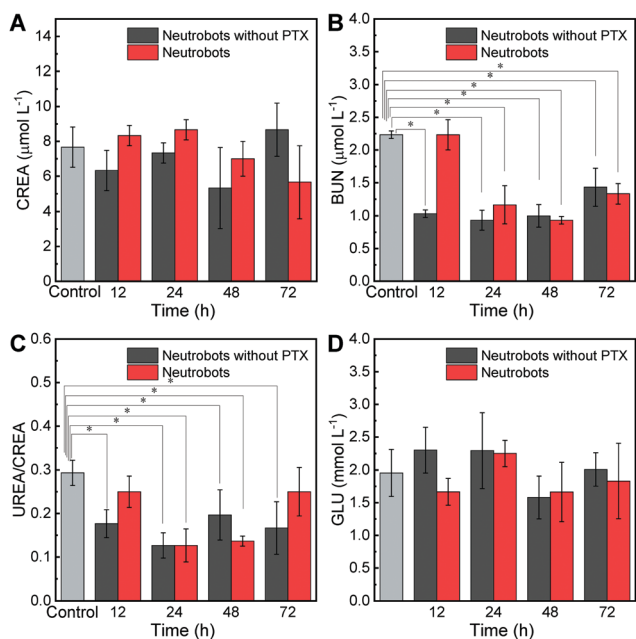 A
Neutrobots without PTX
Neutrobots
CREA (μmol L⁻¹)
14
12
10
8
6
4
2
0
Control 12 24 48 72
Time (h)
B
Neutrobots without PTX
Neutrobots
BUN (μmol L⁻¹)
4.0
3.5
3.0
2.5
2.0
1.5
1.0
0.5
0.0
*
*
*
*
*
*
*
Control 12 24 48 72
Time (h)
C
Neutrobots without PTX
Neutrobots
UREA/CREA
0.6
0.5
0.4
0.3
0.2
0.1
0.0
*
*
*
*
*
*
Control 12 24 48 72
Time (h)
D
Neutrobots without PTX
Neutrobots
GLU (mmol L⁻¹)
4.0
3.5
3.0
2.5
2.0
1.5
1.0
0.5
0.0
12 24 48 72
Time (h)